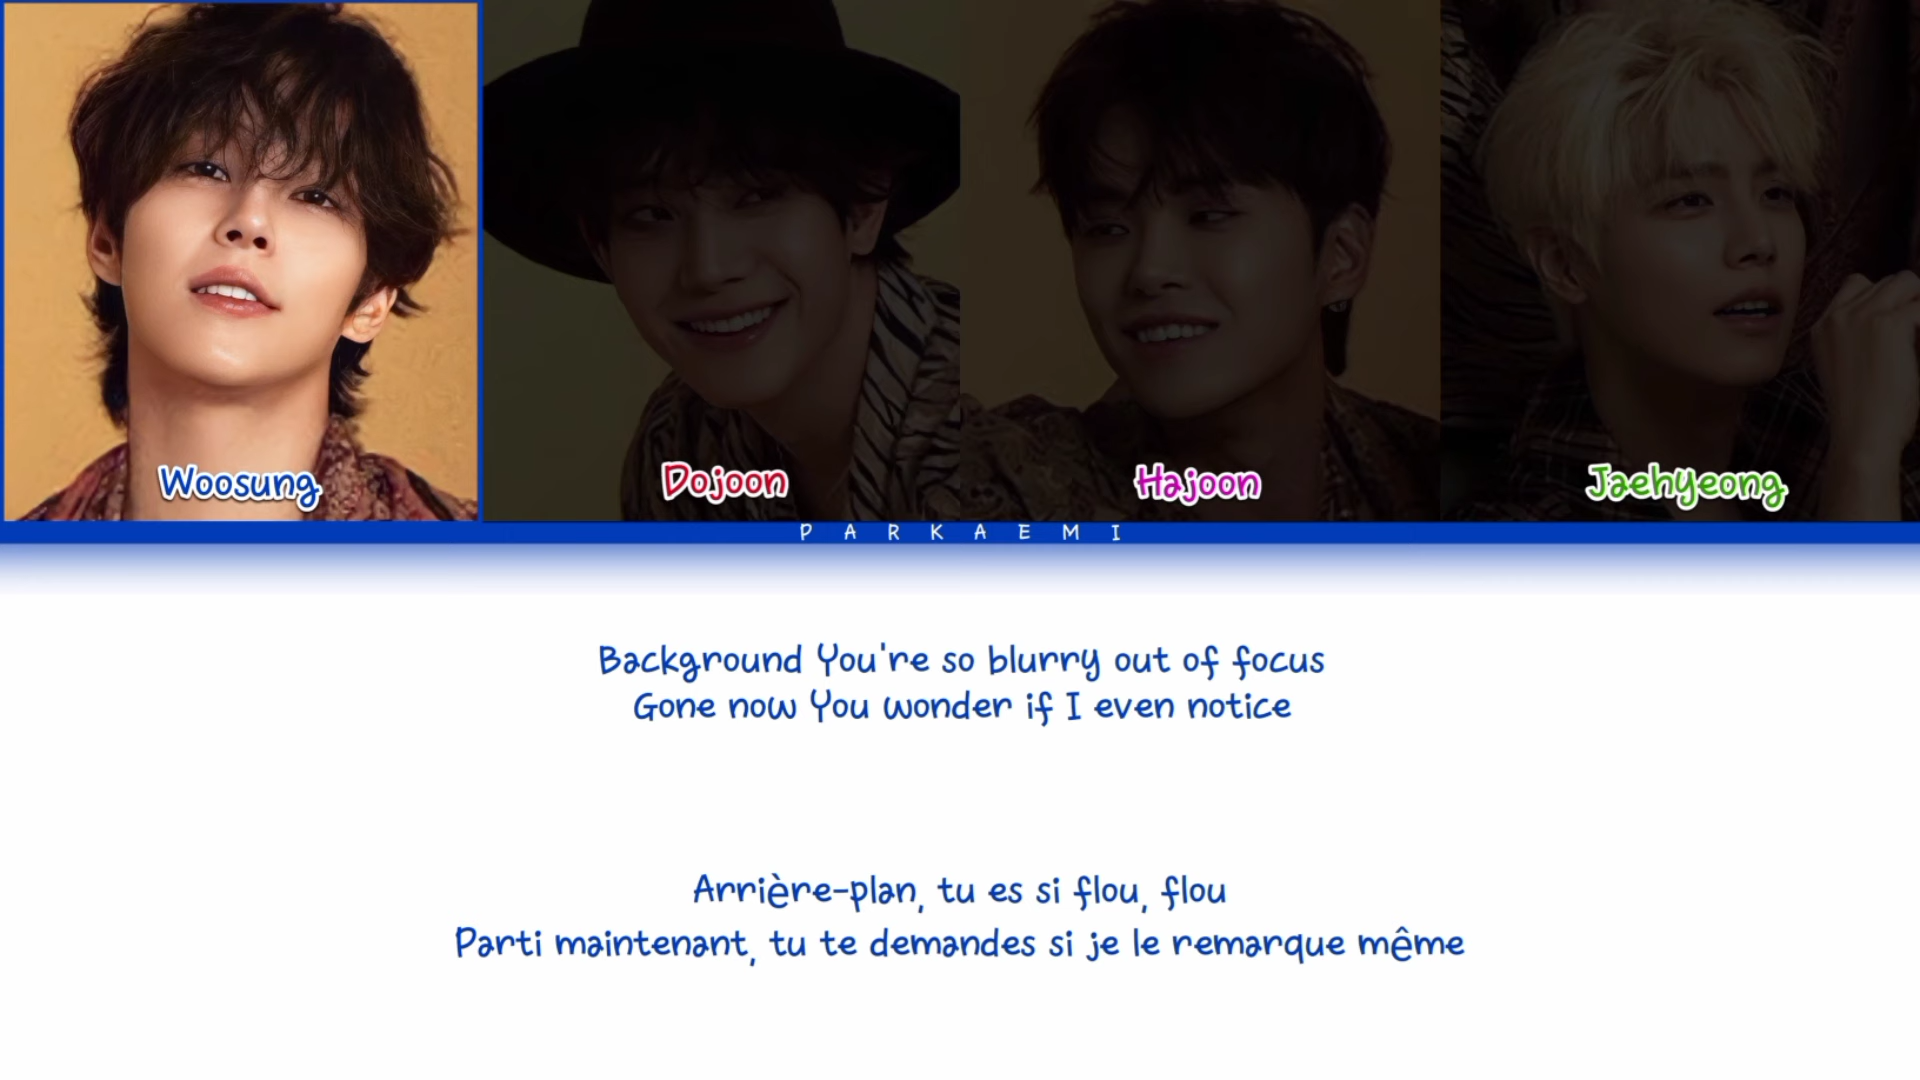 Woosung
Dojoon
Hajoon
Jaehyeong
PARKAEMI
Background You're so blurry out of focus
Gone now You wonder if I even notice
Arrière-plan, tu es si flou, flou
Parti maintenant, tu te demandes si je le remarque même